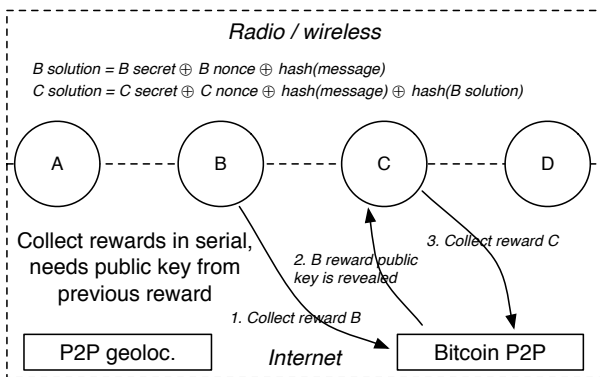 Radio / wireless
B solution = B secret ⊕ B nonce ⊕ hash(message)
C solution = C secret ⊕ C nonce ⊕ hash(message) ⊕ hash(B solution)
A
B
C
D
Collect rewards in serial,
needs public key from
previous reward
2. B reward public
key is revealed
3. Collect reward C
1. Collect reward B
P2P geoloc.
Internet
Bitcoin P2P